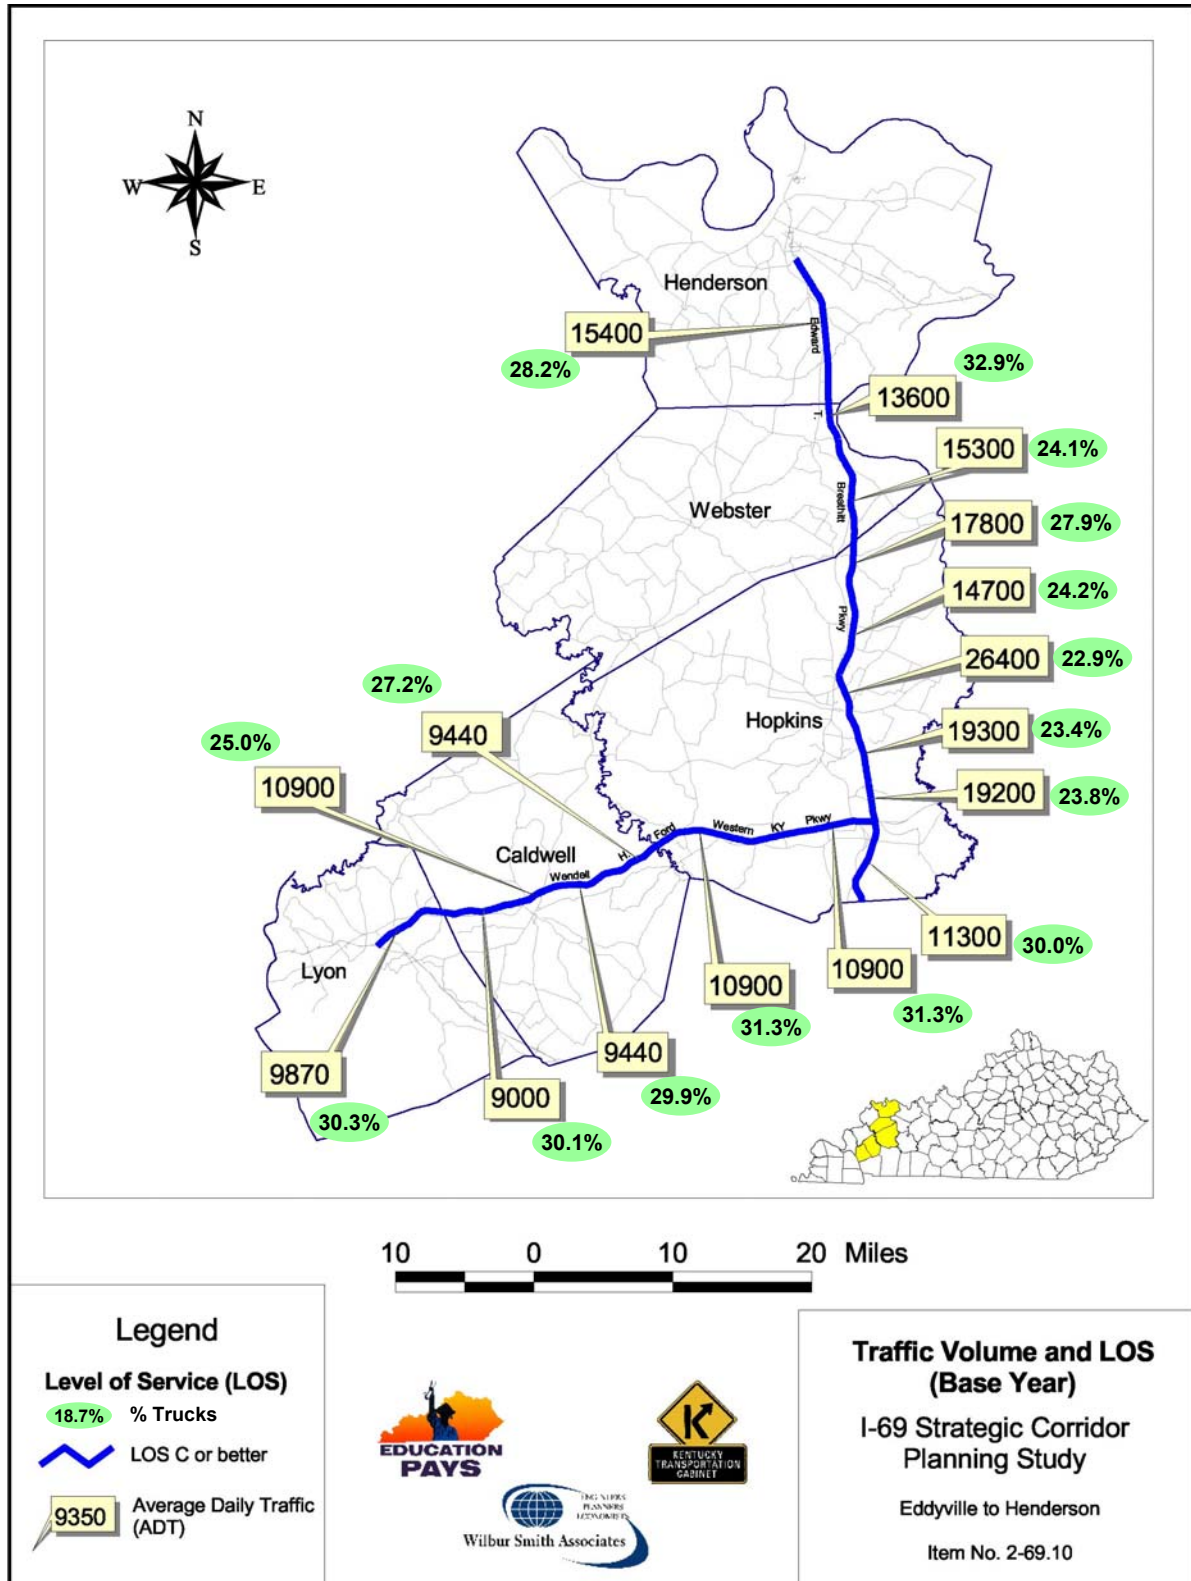 N
W E
S
Henderson
15400
28.2%
Edward
32.9%
13600
T.
15300 24.1%
Breathitt
Webster
17800 27.9%
14700 24.2%
Pkwy
26400 22.9%
27.2%
Hopkins
9440
19300 23.4%
25.0%
10900
19200 23.8%
Wendell H. Ford Western KY Pkwy
Caldwell
11300 30.0%
Lyon
10900
31.3%
10900
31.3%
9440
29.9%
9870
30.3%
9000
30.1%
10 0 10 20 Miles
Legend
Level of Service (LOS)
18.7% % Trucks
LOS C or better
9350 Average Daily Traffic
(ADT)
EDUCATION
PAYS
KENTUCKY
TRANSPORTATION
CABINET
ENGINEERS
PLANNERS
ECONOMISTS
Wilbur Smith Associates
Traffic Volume and LOS
(Base Year)
I-69 Strategic Corridor
Planning Study
Eddyville to Henderson
Item No. 2-69.10